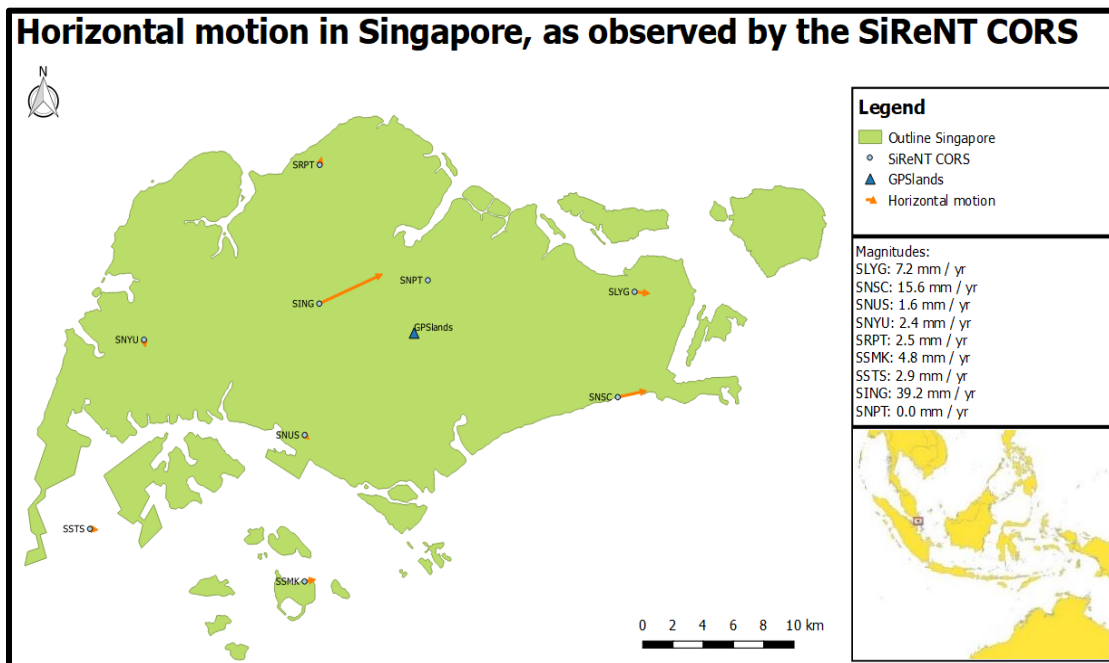 Horizontal motion in Singapore, as observed by the SiReNT CORS
N
SRPT
SNPT
SING
SLYG
GPSlands
SNYU
SNSC
SNUS
SSTS
SSMK
0 2 4 6 8 10 km
Legend
Outline Singapore
SiReNT CORS
GPSlands
Horizontal motion
Magnitudes:
SLYG: 7.2 mm / yr
SNSC: 15.6 mm / yr
SNUS: 1.6 mm / yr
SNYU: 2.4 mm / yr
SRPT: 2.5 mm / yr
SSMK: 4.8 mm / yr
SSTS: 2.9 mm / yr
SING: 39.2 mm / yr
SNPT: 0.0 mm / yr